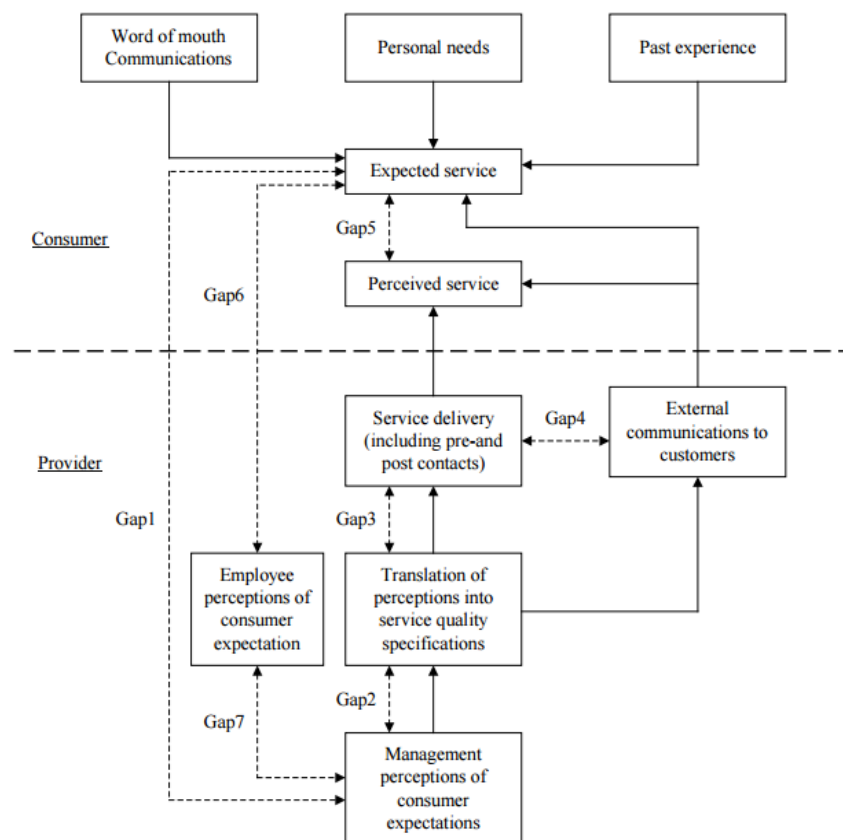 Word of mouth
Communications
Personal needs
Past experience
Expected service
Gap5
Consumer
Perceived service
Gap6
Service delivery
(including pre-and
post contacts)
Gap4
External
communications to
customers
Provider
Gap1
Gap3
Employee
perceptions of
consumer
expectation
Translation of
perceptions into
service quality
specifications
Gap7
Gap2
Management
perceptions of
consumer
expectations